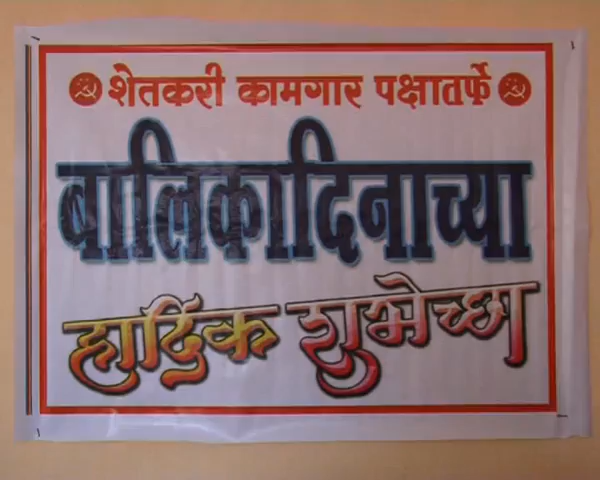 शेतकरी कामगार पक्षातर्फे
बालिकादिनाच्या
हार्दिक शुभेच्छा